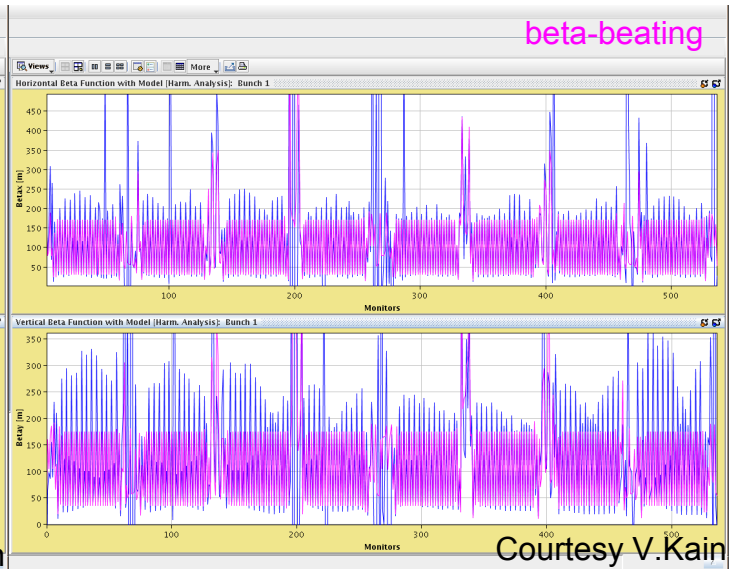 beta-beating
Views More
Horizontal Beta Function with Model [Harm. Analysis]: Bunch 1
450
400
350
300
250
200
150
100
50
Betax [m]
100 200 300 400 500
Monitors
Vertical Beta Function with Model [Harm. Analysis]: Bunch 1
350
300
250
200
150
100
50
0
Betay [m]
0 100 200 300 400 500
Monitors
Courtesy V.Kain